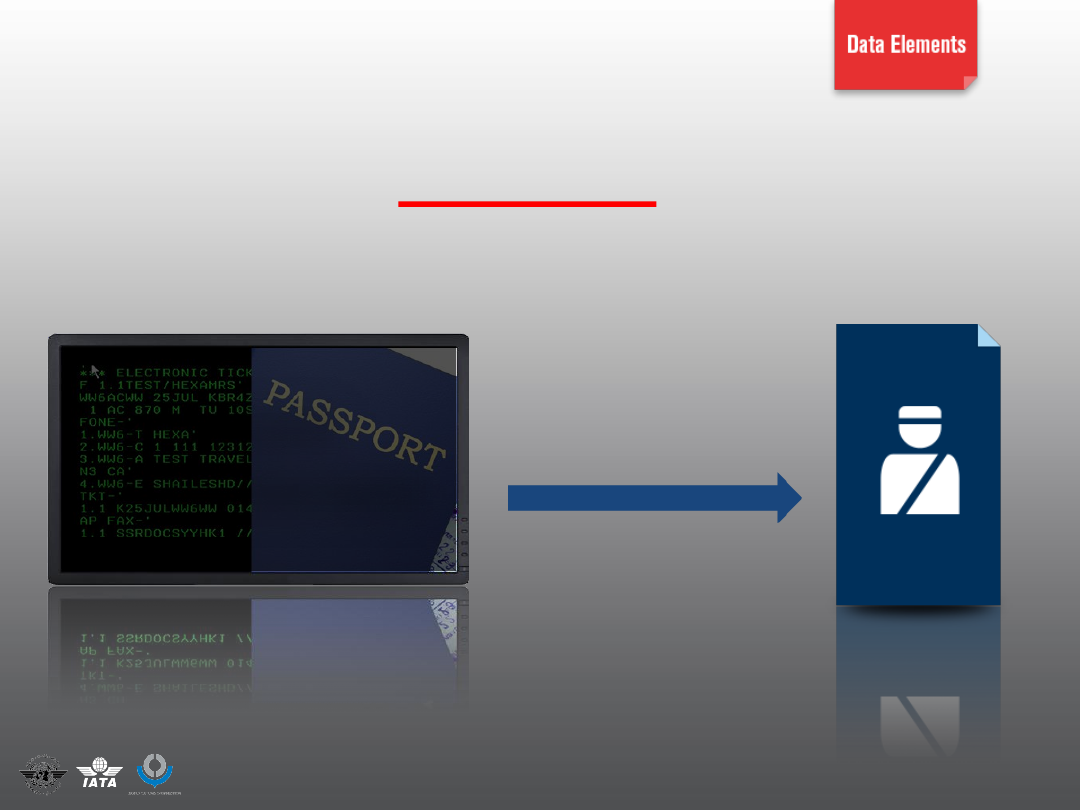 Data Elements
*** ELECTRONIC TICK
F 1.1TEST/HEXAMRS'
WW6ACWW 25JUL KBR4Z
1 AC 870 M TU 10S
FONE-'
1.WW6-T HEXA'
2.WW6-C 1 111 12312
3.WW6-A TEST TRAVEL
N3 CA'
4.WW6-E SHAILESHD//
TKT-'
1.1 K25JULWW6WW 014
AP FAX-'
1.1 SSRDOCSYYHK1 //
PASSPORT
IATA